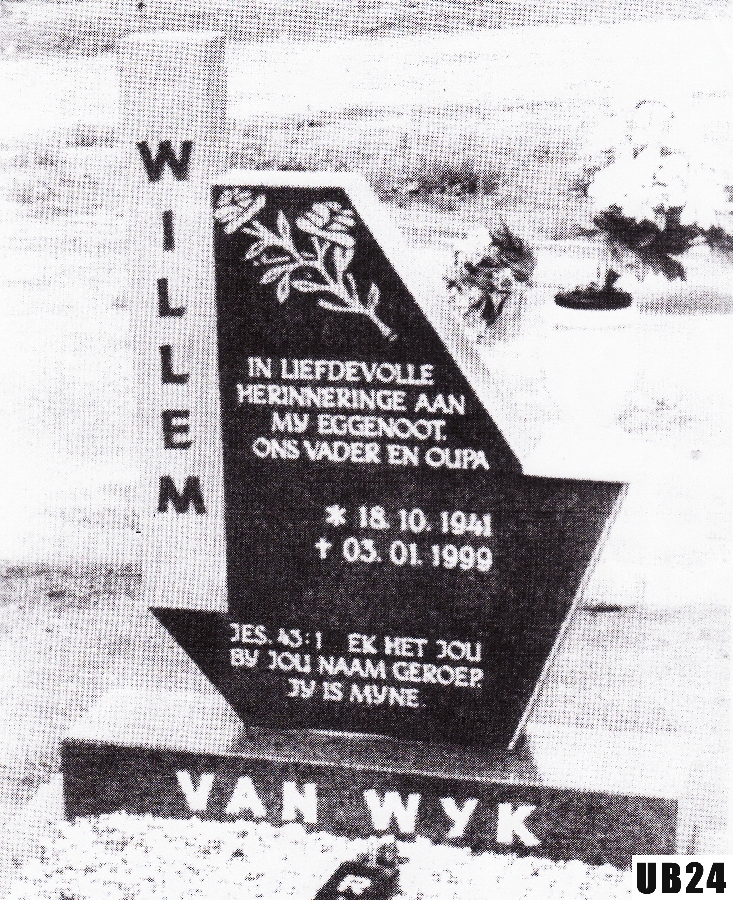 WILLEM
IN LIEFDEVOLLE
HERINNERINGE AAN
MY EGGENOOT.
ONS VADER EN OUPA
* 18. 10. 1941
† 03. 01. 1999
JES. 43:1 EK HET JOU
BY JOU NAAM GEROEP.
JY IS MYNE.
VAN WYK
UB24